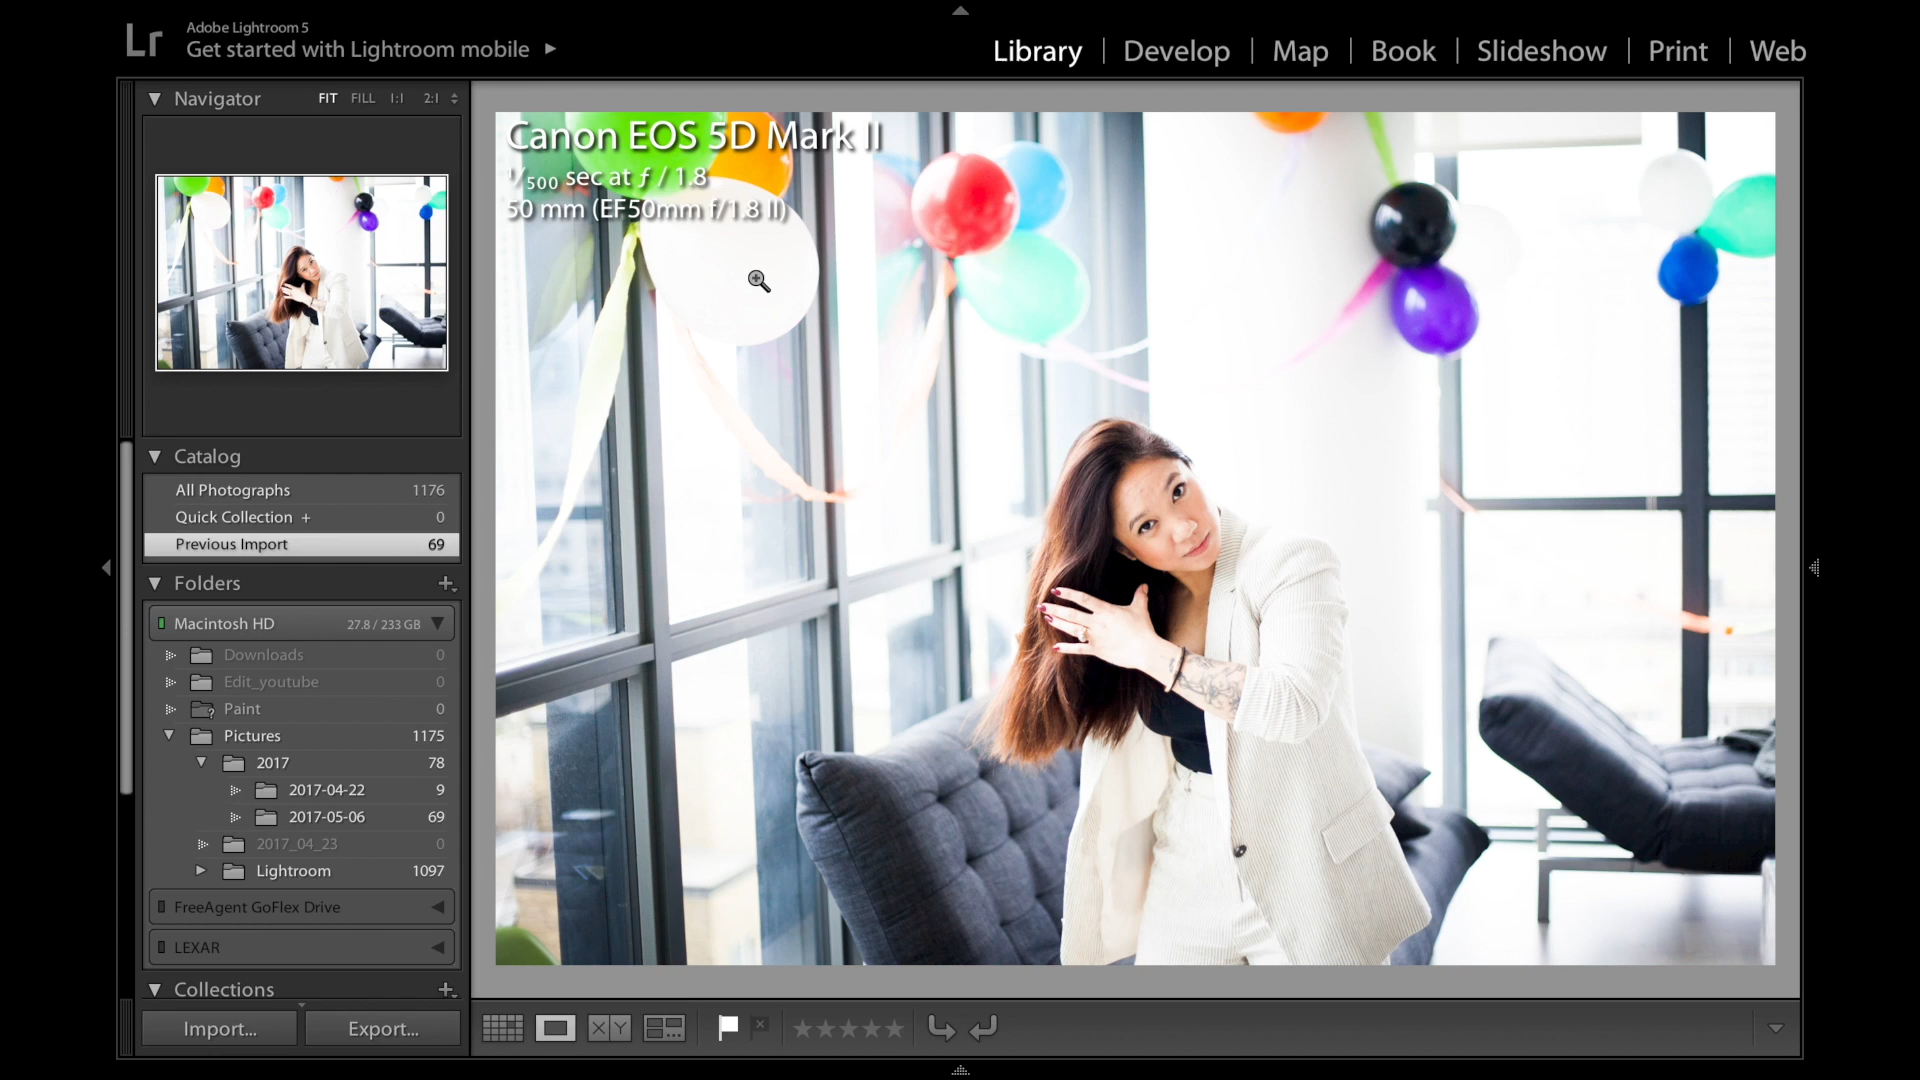 Lr
Adobe Lightroom 5
Get started with Lightroom mobile
Library | Develop | Map | Book | Slideshow | Print | Web
Navigator FIT FILL 1:1 2:1
Canon EOS 5D Mark II
1/500 sec at ƒ / 1.8
50 mm (EF50mm f/1.8 II)
Catalog
All Photographs 1176
Quick Collection + 0
Previous Import 69
Folders
Macintosh HD 27.8 / 233 GB
Downloads 0
Edit_youtube 0
Paint 0
Pictures 1175
2017 78
2017-04-22 9
2017-05-06 69
2017_04_23 0
Lightroom 1097
FreeAgent GoFlex Drive
LEXAR
Collections
Import... Export...
X Y